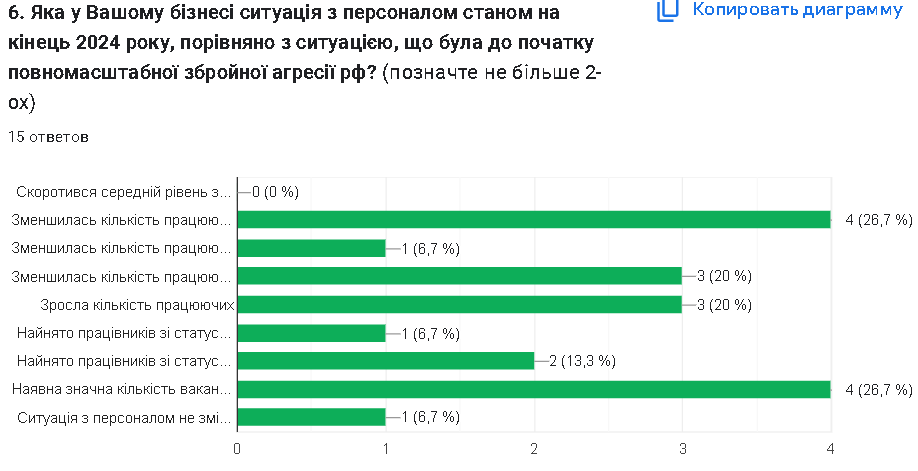 6. Яка у Вашому бізнесі ситуація з персоналом станом на
кінець 2024 року, порівняно з ситуацією, що була до початку
повномасштабної збройної агресії рф? (позначте не більше 2-
ох)
Копировать диаграмму
15 ответов
Скоротився середній рівень з... 0 (0 %)
Зменшилась кількість працюю... 4 (26,7 %)
Зменшилась кількість працюю... 1 (6,7 %)
Зменшилась кількість працюю... 3 (20 %)
Зросла кількість працюючих 3 (20 %)
Найнято працівників зі статус... 1 (6,7 %)
Найнято працівників зі статус... 2 (13,3 %)
Наявна значна кількість вакан... 4 (26,7 %)
Ситуація з персоналом не змі... 1 (6,7 %)
0 1 2 3 4